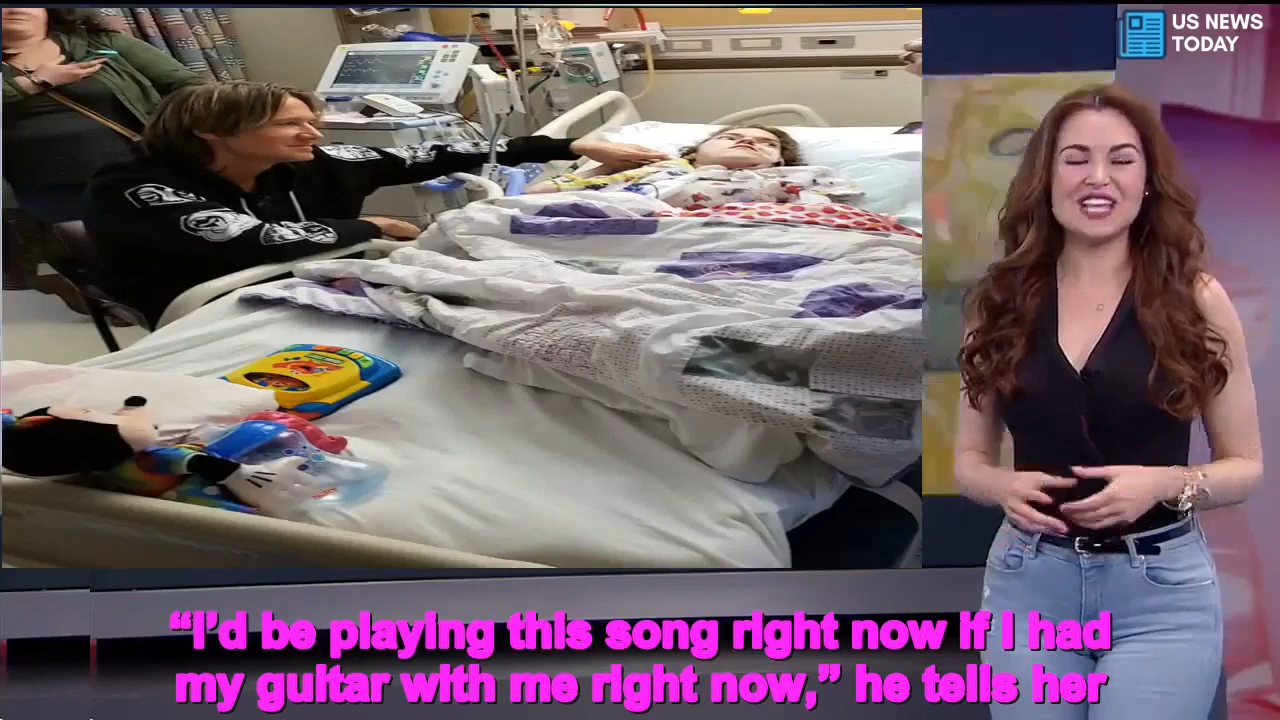 US NEWS
TODAY
“I’d be playing this song right now if I had
my guitar with me right now,” he tells her